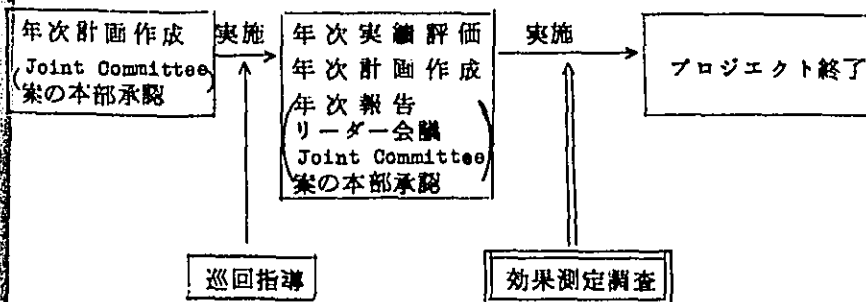 年次計画作成
(Joint Committee
案の本部承認)
実施
年次実績評価
年次計画作成
年次報告
(リーダー会議
Joint Committee
案の本部承認)
実施
プロジェクト終了
巡回指導
効果測定調査